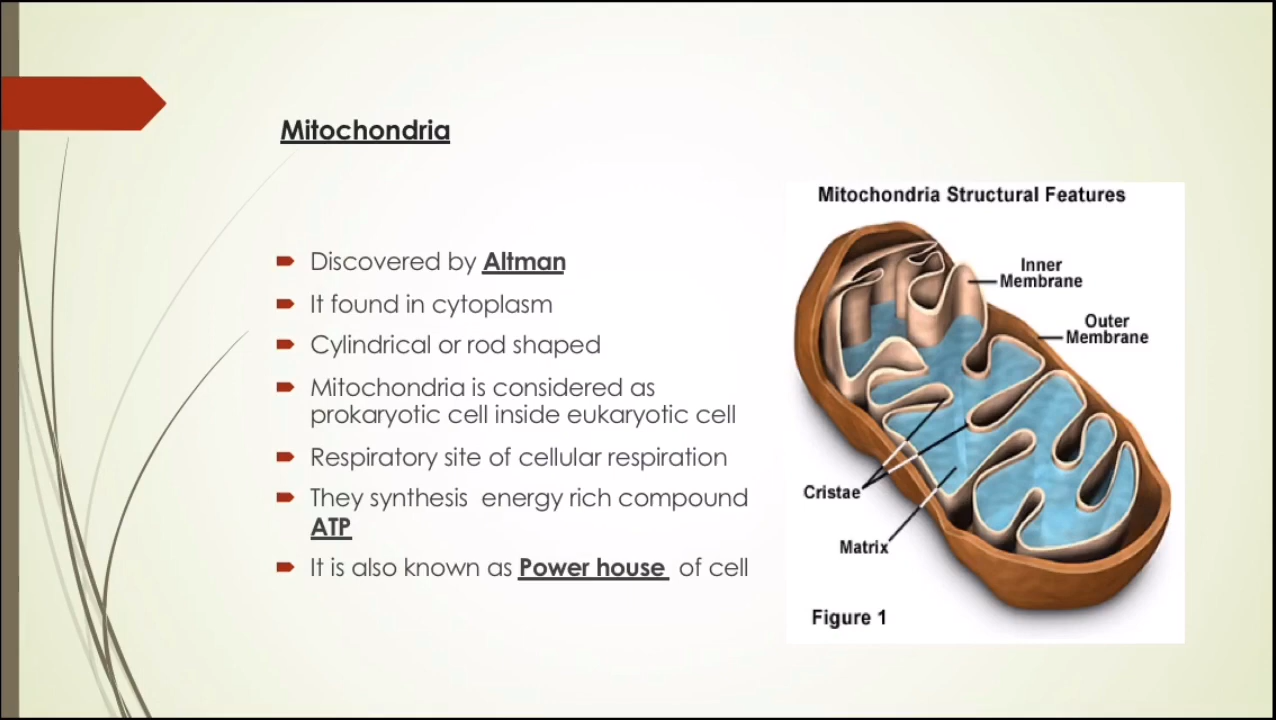 Mitochondria
Discovered by Altman
It found in cytoplasm
Cylindrical or rod shaped
Mitochondria is considered as
prokaryotic cell inside eukaryotic cell
Respiratory site of cellular respiration
They synthesis energy rich compound
ATP
It is also known as Power house of cell
Mitochondria Structural Features
Inner
Membrane
Outer
Membrane
Cristae
Matrix
Figure 1